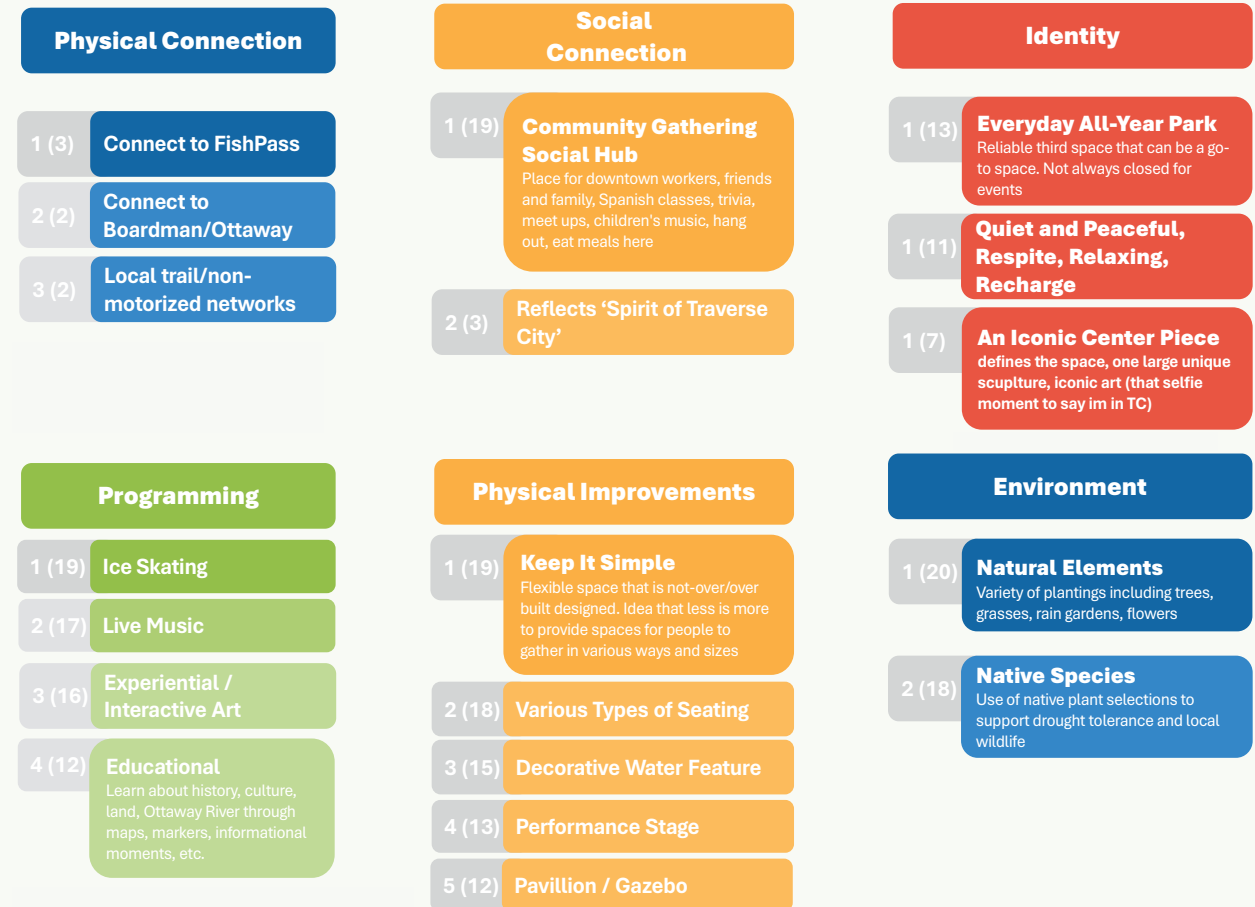 Physical Connection
1 (3)
Connect to FishPass
2 (2)
Connect to
Boardman/Ottaway
3 (2)
Local trail/non-
motorized networks
Social
Connection
1 (19)
Community Gathering
Social Hub
Place for downtown workers, friends
and family, Spanish classes, trivia,
meet ups, children's music, hang
out, eat meals here
2 (3)
Reflects ‘Spirit of Traverse
City’
Identity
1 (13)
Everyday All-Year Park
Reliable third space that can be a go-
to space. Not always closed for
events
1 (11)
Quiet and Peaceful,
Respite, Relaxing,
Recharge
1 (7)
An Iconic Center Piece
defines the space, one large unique
scuplture, iconic art (that selfie
moment to say im in TC)
Programming
1 (19)
Ice Skating
2 (17)
Live Music
3 (16)
Experiential /
Interactive Art
4 (12)
Educational
Learn about history, culture,
land, Ottaway River through
maps, markers, informational
moments, etc.
Physical Improvements
1 (19)
Keep It Simple
Flexible space that is not-over/over
built designed. Idea that less is more
to provide spaces for people to
gather in various ways and sizes
2 (18)
Various Types of Seating
3 (15)
Decorative Water Feature
4 (13)
Performance Stage
5 (12)
Pavillion / Gazebo
Environment
1 (20)
Natural Elements
Variety of plantings including trees,
grasses, rain gardens, flowers
2 (18)
Native Species
Use of native plant selections to
support drought tolerance and local
wildlife